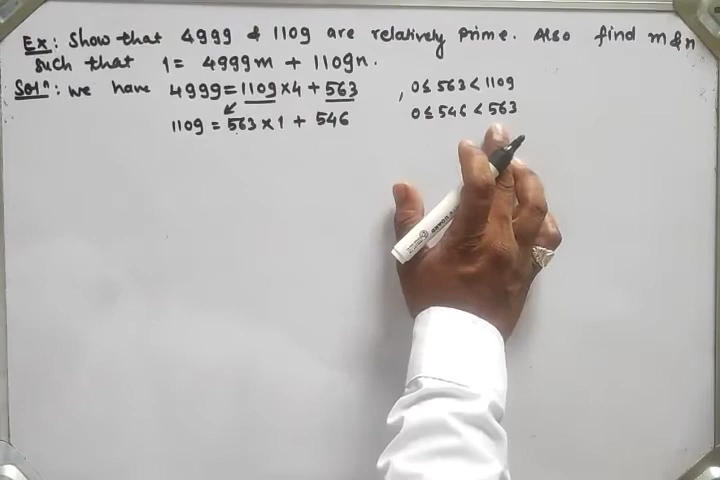 Ex: Show that 4999 & 1109 are relatively prime. Also find m & n
such that 1 = 4999m + 1109n.
Solⁿ: we have 4999 = 1109 × 4 + 563 , 0 ≤ 563 < 1109
1109 = 563 × 1 + 546 0 ≤ 546 < 563